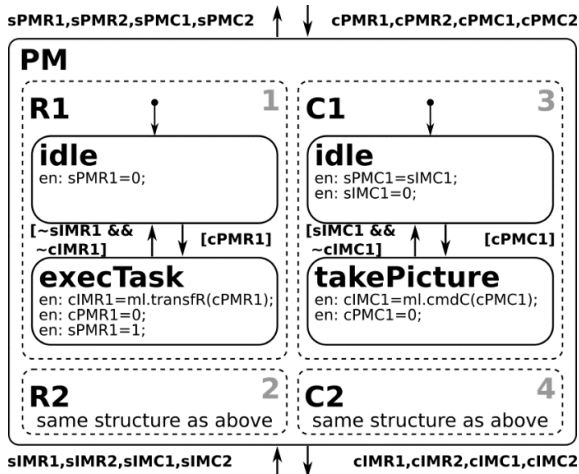 sPMR1,sPMR2,sPMC1,sPMC2
cPMR1,cPMR2,cPMC1,cPMC2
PM
R1
1
idle
en: sPMR1=0;
[~sIMR1 &&
~cIMR1]
[cPMR1]
execTask
en: cIMR1=ml.transfR(cPMR1);
en: cPMR1=0;
en: sPMR1=1;
C1
3
idle
en: sPMC1=sIMC1;
en: sIMC1=0;
[sIMC1 &&
~cIMC1]
[cPMC1]
takePicture
en: cIMC1=ml.cmdC(cPMC1);
en: cPMC1=0;
R2
2
same structure as above
C2
4
same structure as above
sIMR1,sIMR2,sIMC1,sIMC2
cIMR1,cIMR2,cIMC1,cIMC2